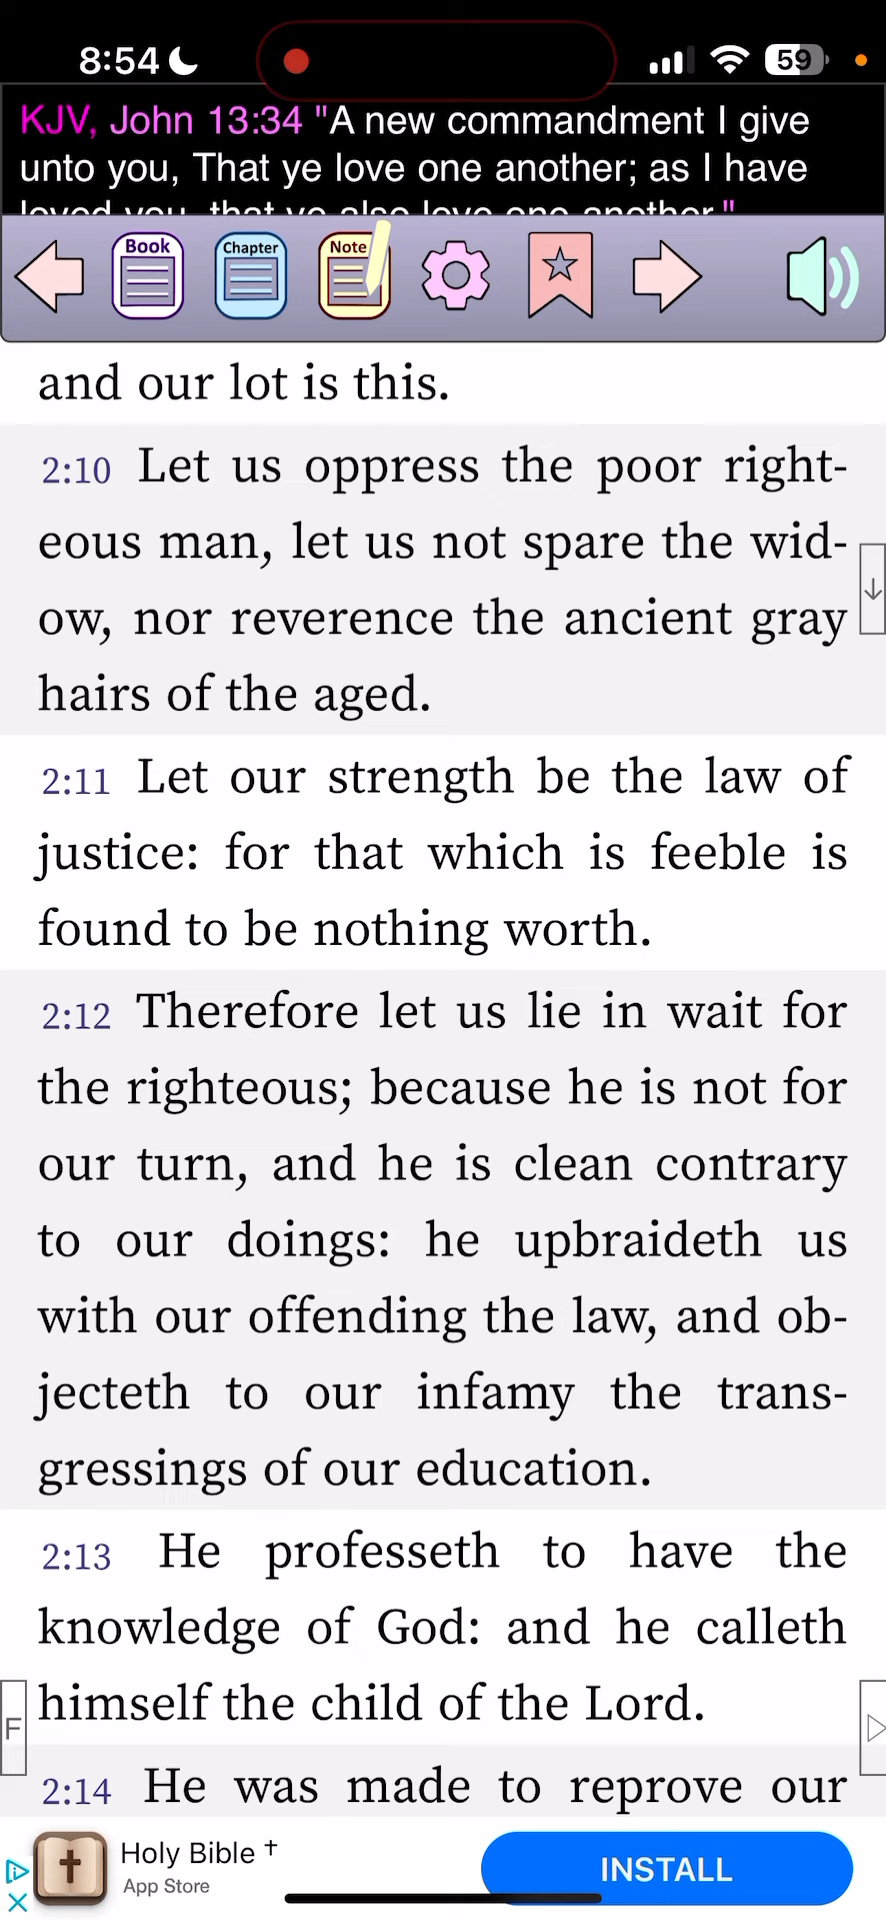 8:54
59
KJV, John 13:34 "A new commandment I give
unto you, That ye love one another; as I have
loved you, that ye also love one another."
Book
Chapter
Note
and our lot is this.
2:10 Let us oppress the poor right-
eous man, let us not spare the wid-
ow, nor reverence the ancient gray
hairs of the aged.
2:11 Let our strength be the law of
justice: for that which is feeble is
found to be nothing worth.
2:12 Therefore let us lie in wait for
the righteous; because he is not for
our turn, and he is clean contrary
to our doings: he upbraideth us
with our offending the law, and ob-
jecteth to our infamy the trans-
gressings of our education.
2:13 He professeth to have the
knowledge of God: and he calleth
himself the child of the Lord.
F
2:14 He was made to reprove our
Holy Bible ✝
App Store
INSTALL